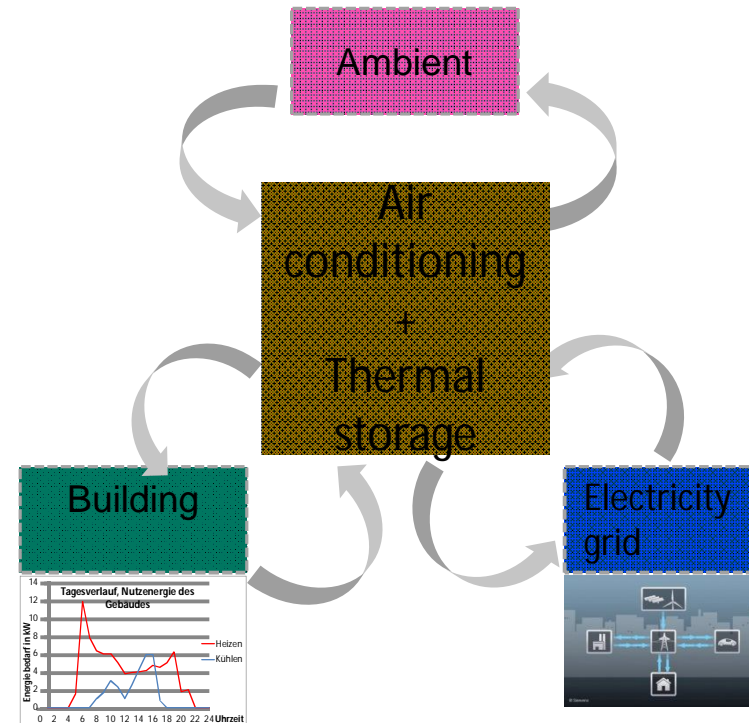 Ambient
Air
conditioning
+
Thermal
storage
Building
Electricity
grid
14
12
10
8
6
4
2
0
Energiebedarf in kW
Tagesverlauf, Nutzenergie des
Gebäudes
Heizen
Kühlen
0 2 4 6 8 10 12 14 16 18 20 22 24 Uhrzeit